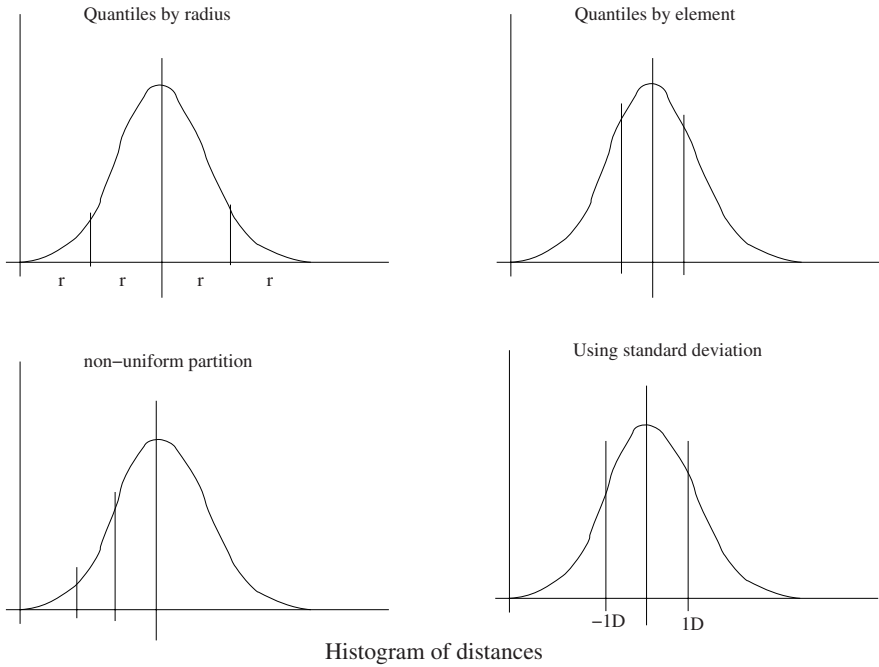 Quantiles by radius
Quantiles by element
r r r r
non−uniform partition
Using standard deviation
−1D 1D
Histogram of distances